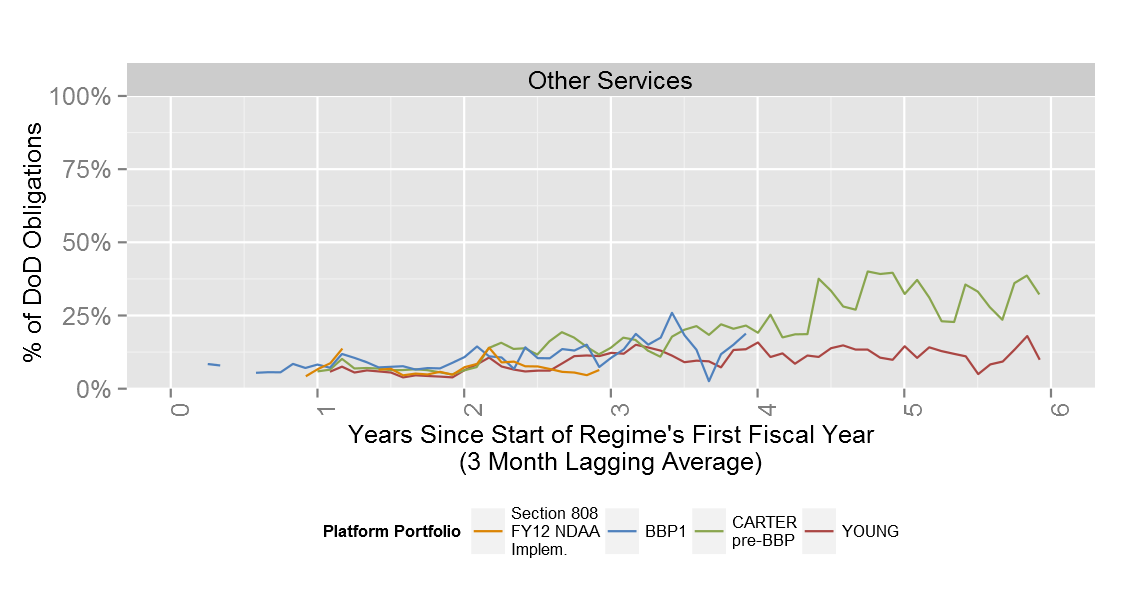 Other Services
100%
75%
50%
25%
0%
% of DoD Obligations
0
1
2
3
4
5
6
Years Since Start of Regime's First Fiscal Year
(3 Month Lagging Average)
Platform Portfolio
Section 808
FY12 NDAA
Implem.
BBP1
CARTER
pre-BBP
YOUNG